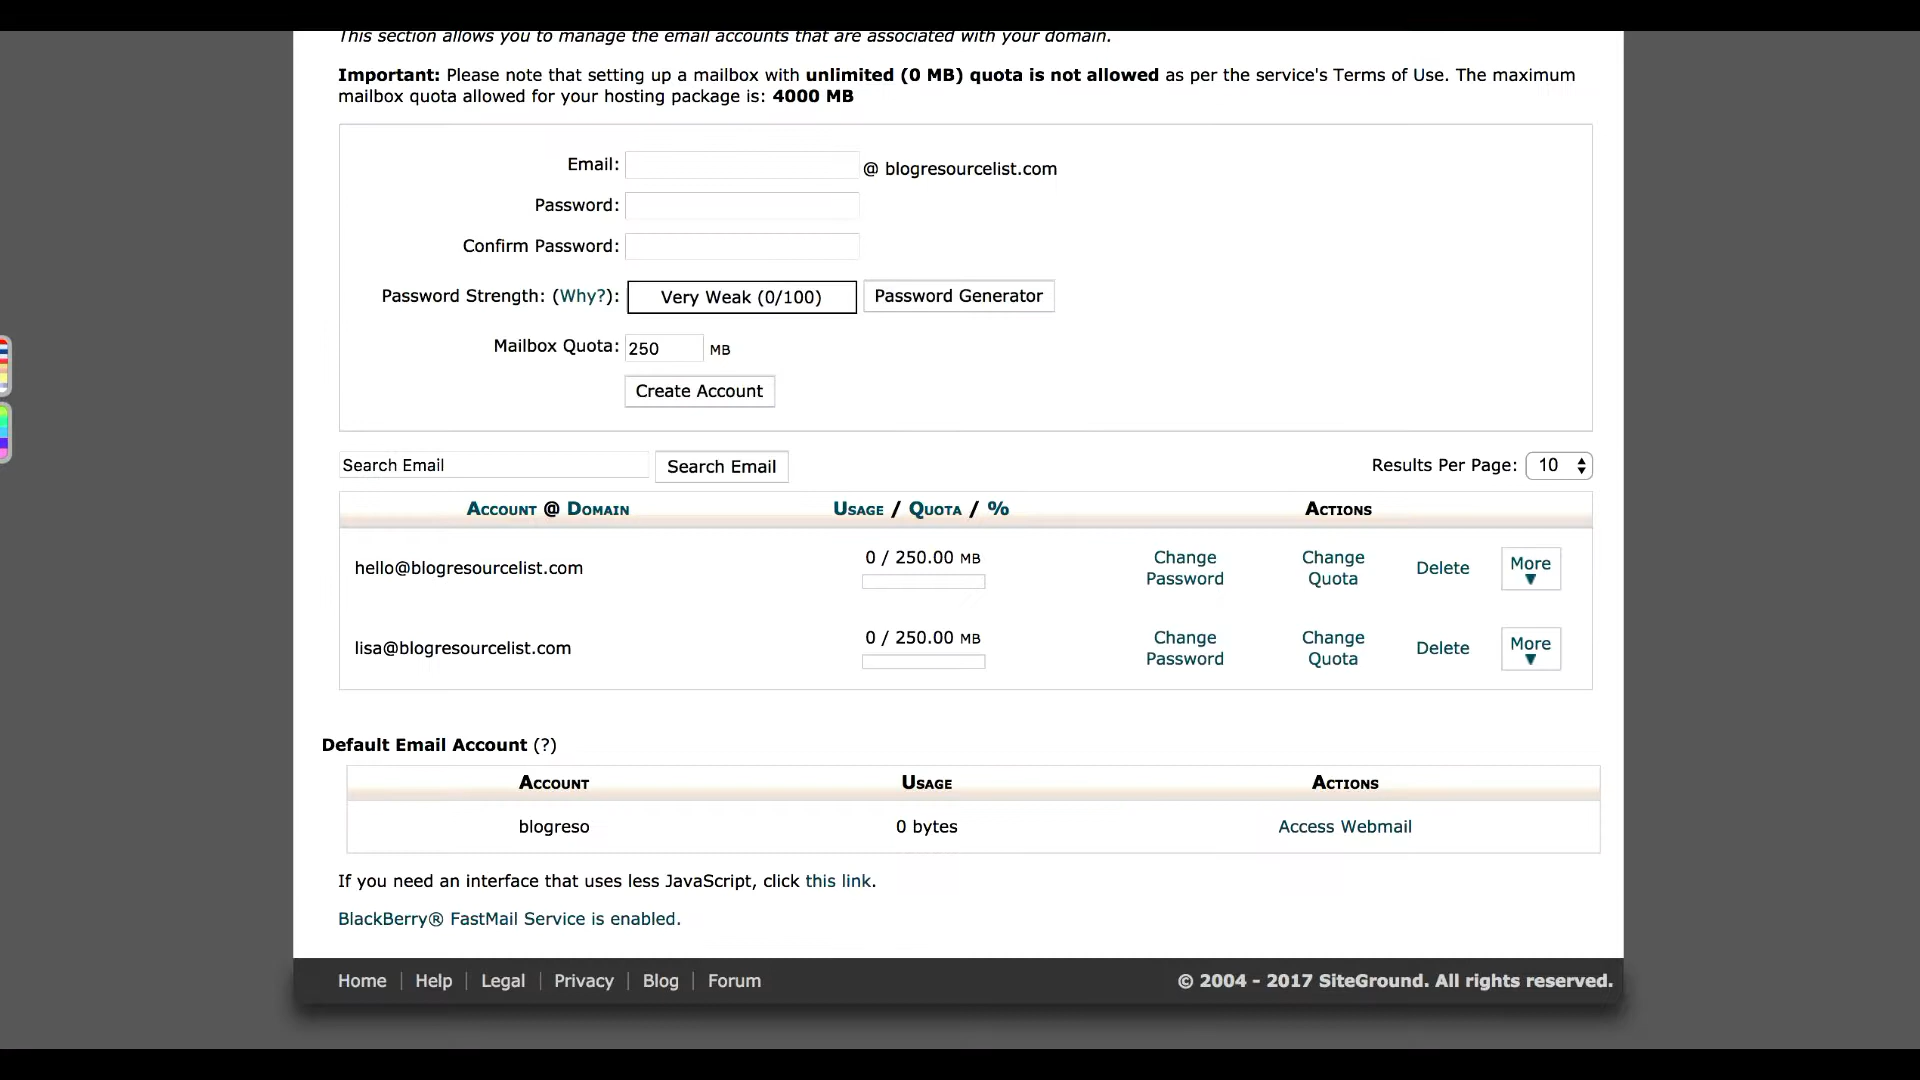 This section allows you to manage the email accounts that are associated with your domain.
Important: Please note that setting up a mailbox with unlimited (0 MB) quota is not allowed as per the service's Terms of Use. The maximum
mailbox quota allowed for your hosting package is: 4000 MB
Email: @ blogresourcelist.com
Password:
Confirm Password:
Password Strength: (Why?): Very Weak (0/100) Password Generator
Mailbox Quota: 250 MB
Create Account
Search Email Search Email Results Per Page: 10
Account @ Domain Usage / Quota / % Actions
hello@blogresourcelist.com 0 / 250.00 MB Change Password Change Quota Delete More ▼
lisa@blogresourcelist.com 0 / 250.00 MB Change Password Change Quota Delete More ▼
Default Email Account (?)
Account Usage Actions
blogreso 0 bytes Access Webmail
If you need an interface that uses less JavaScript, click this link.
BlackBerry® FastMail Service is enabled.
Home | Help | Legal | Privacy | Blog | Forum © 2004 - 2017 SiteGround. All rights reserved.